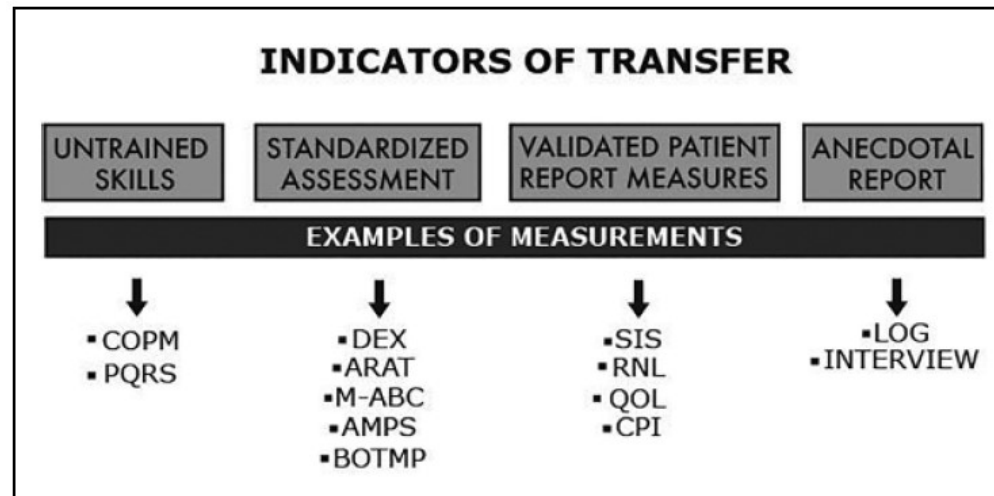 INDICATORS OF TRANSFER
UNTRAINED
SKILLS
STANDARDIZED
ASSESSMENT
VALIDATED PATIENT
REPORT MEASURES
ANECDOTAL
REPORT
EXAMPLES OF MEASUREMENTS
▪ COPM
▪ PQRS
▪DEX
▪ARAT
▪M-ABC
▪AMPS
▪BOTMP
▪SIS
▪RNL
▪ QOL
▪CPI
▪LOG
▪INTERVIEW